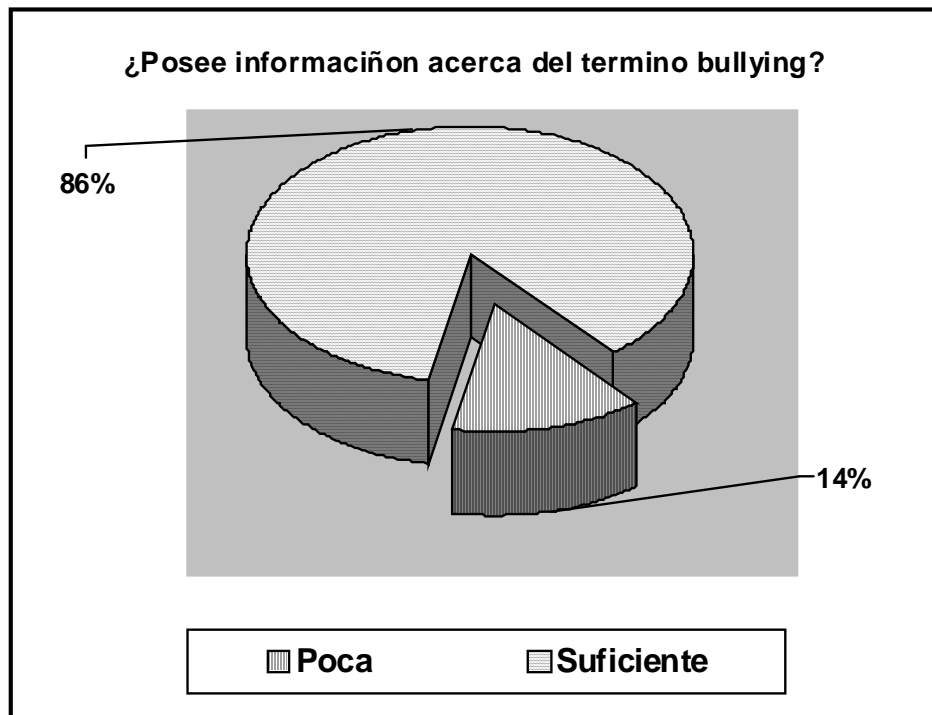 ¿Posee informaciñon acerca del termino bullying?
86%
14%
Poca Suficiente